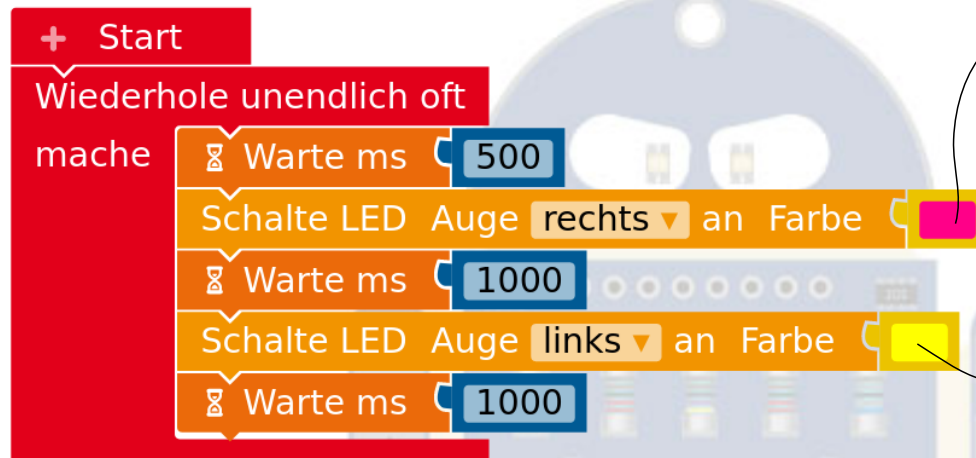 + Start
Wiederhole unendlich oft
mache
Warte ms 500
Schalte LED Auge rechts ▾ an Farbe
Warte ms 1000
Schalte LED Auge links ▾ an Farbe
Warte ms 1000